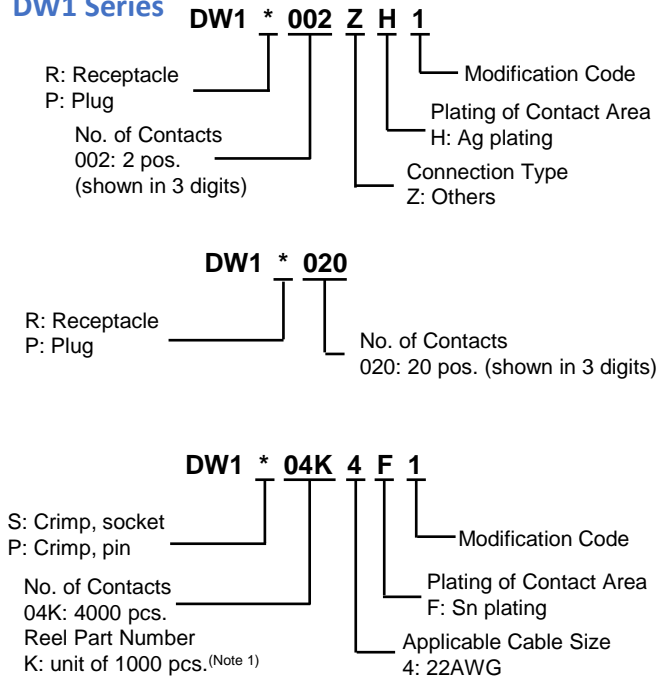 DW1 Series
DW1 * 002 Z H 1
R: Receptacle
P: Plug
No. of Contacts
002: 2 pos.
(shown in 3 digits)
Modification Code
Plating of Contact Area
H: Ag plating
Connection Type
Z: Others
DW1 * 020
R: Receptacle
P: Plug
No. of Contacts
020: 20 pos. (shown in 3 digits)
DW1 * 04K 4 F 1
S: Crimp, socket
P: Crimp, pin
No. of Contacts
04K: 4000 pcs.
Reel Part Number
K: unit of 1000 pcs.(Note 1)
Modification Code
Plating of Contact Area
F: Sn plating
Applicable Cable Size
4: 22AWG